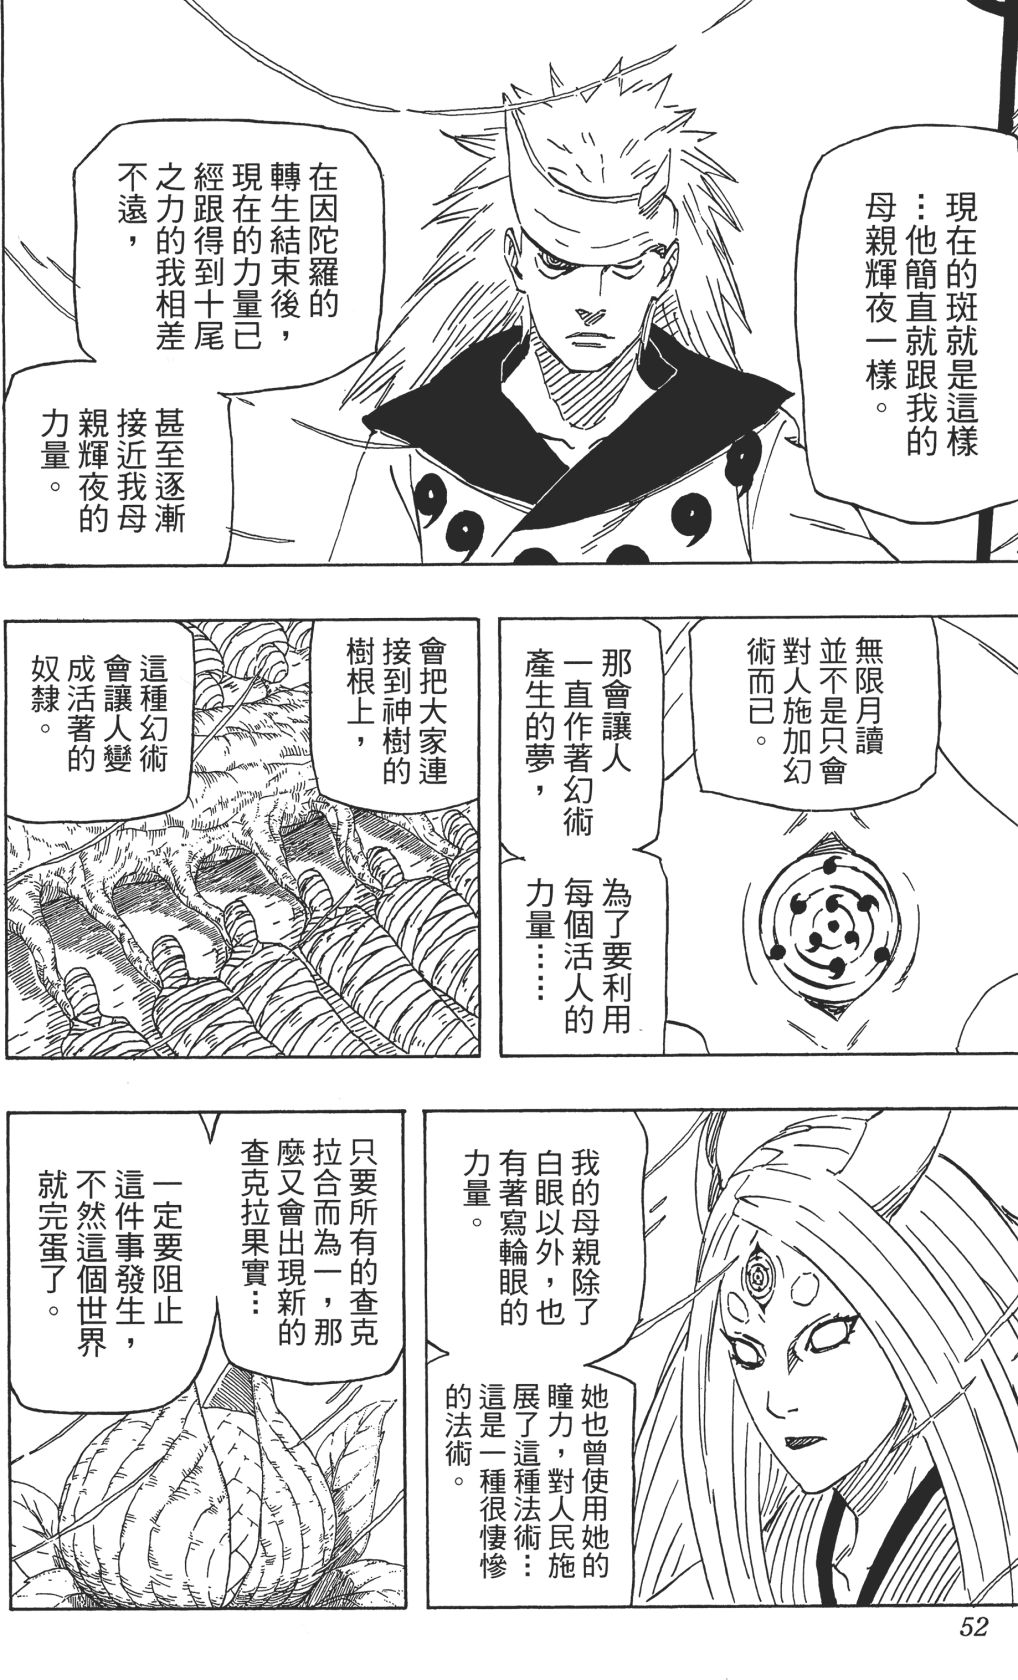 現在的斑就是這樣
…他簡直就跟我的
母親輝夜一樣。
在因陀羅的
轉生結束後，
現在的力量已
經跟得到十尾
之力的我相差
不遠，
甚至逐漸
接近我母
親輝夜的
力量。
無限月讀
並不是只會
對人施加幻
術而已。
那會讓人
一直作著幻術
產生的夢，
為了要利用
每個活人的
力量……
會把大家連
接到神樹的
樹根上，
這種幻術
會讓人變
成活著的
奴隸。
我的母親除了
白眼以外，也
有著寫輪眼的
力量。
她也曾使用她的
瞳力，對人民施
展了這種法術…
這是一種很悽慘
的法術。
只要所有的查克
拉合而為一，那
麼又會出現新的
查克拉果實…
一定要阻止
這件事發生，
不然這個世界
就完蛋了。
52